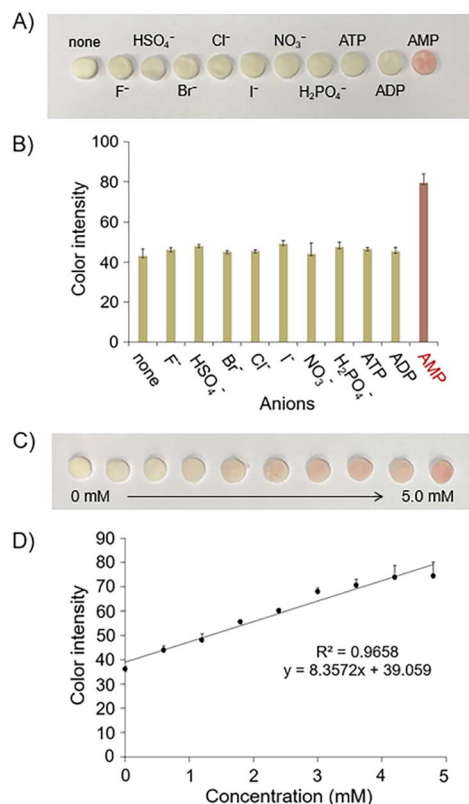 A)
none HSO₄⁻ Cl⁻ NO₃⁻ ATP AMP
F⁻ Br⁻ I⁻ H₂PO₄⁻ ADP
B)
Color intensity
100
80
60
40
20
0
none F⁻ HSO₄⁻ Br⁻ Cl⁻ I⁻ NO₃⁻ H₂PO₄⁻ ATP ADP AMP
Anions
C)
0 mM 5.0 mM
D)
Color intensity
90
80
70
60
50
40
30
20
10
0
R² = 0.9658
y = 8.3572x + 39.059
0 1 2 3 4 5
Concentration (mM)